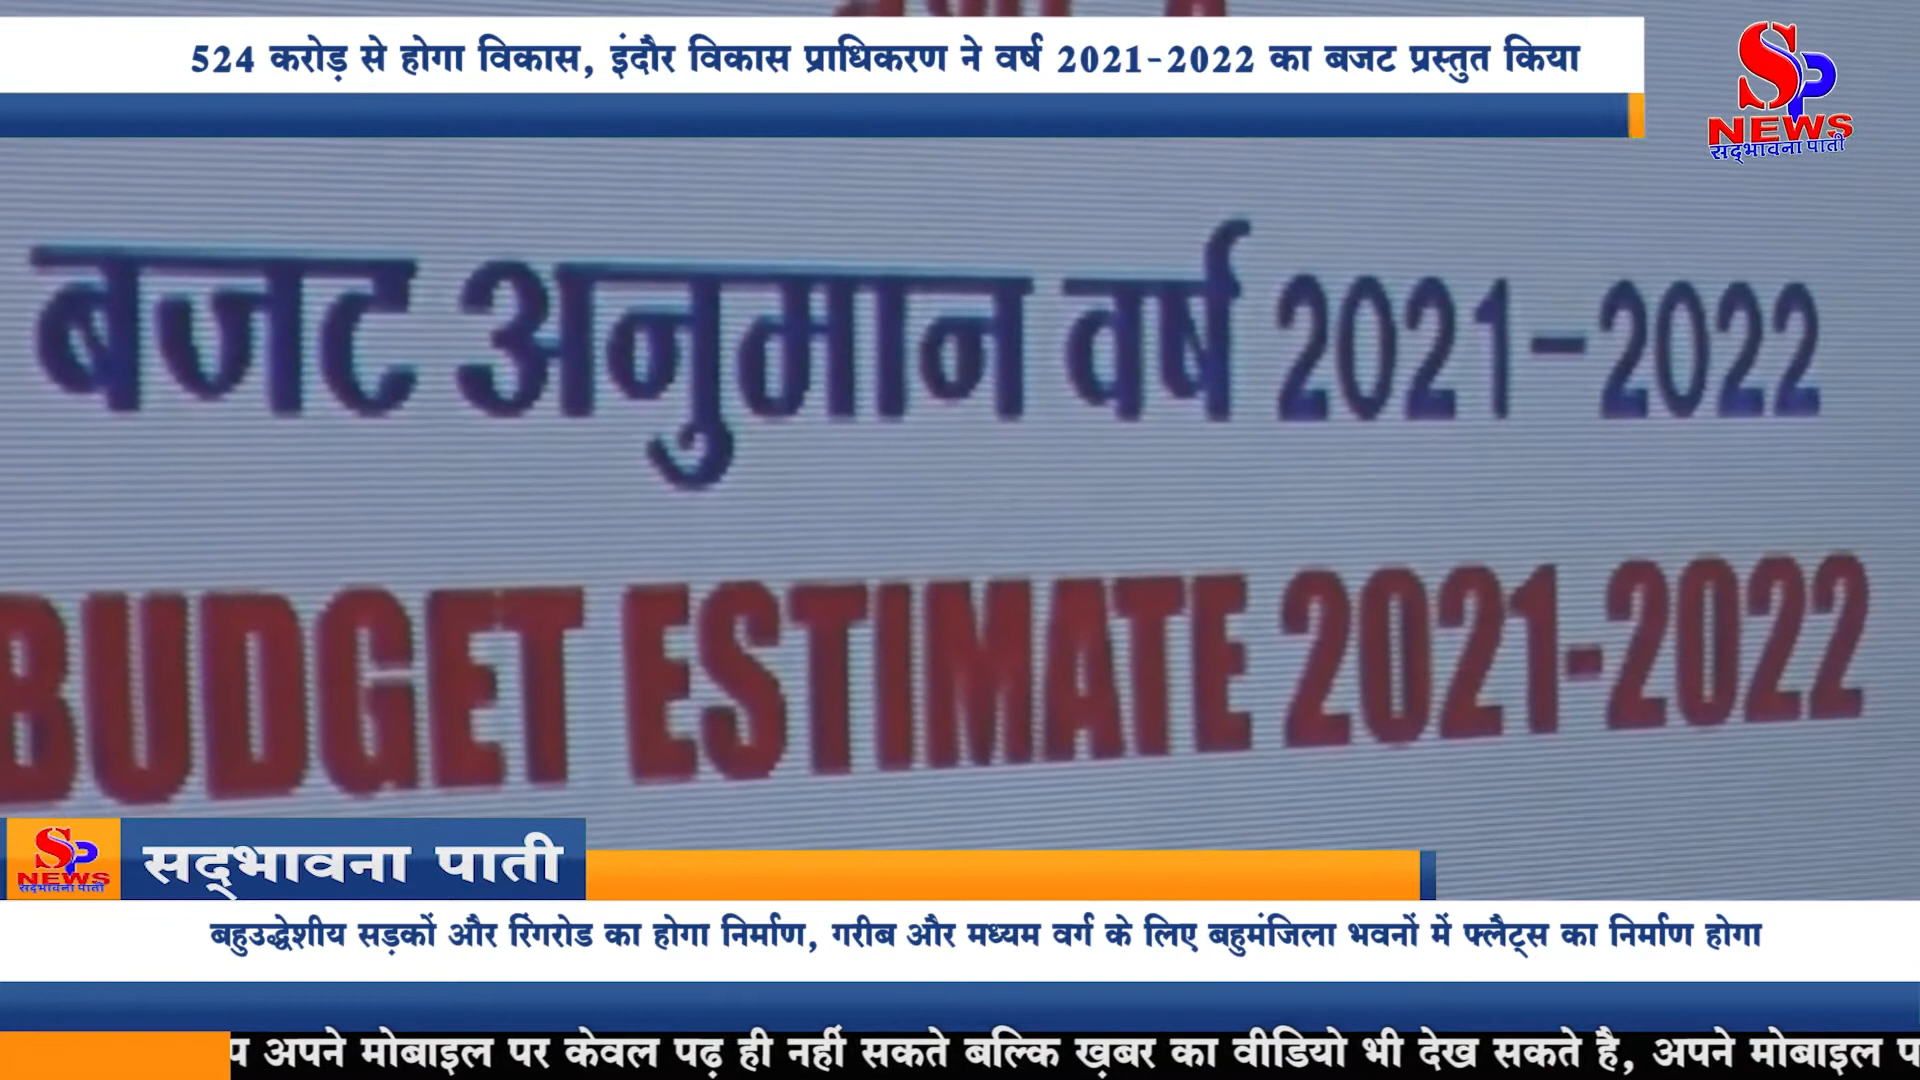 524 करोड़ से होगा विकास, इंदौर विकास प्राधिकरण ने वर्ष 2021-2022 का बजट प्रस्तुत किया
SP
NEWS
सद्भावना पाती
बजट अनुमान वर्ष 2021-2022
BUDGET ESTIMATE 2021-2022
SP
NEWS
सद्भावना पाती
सद्भावना पाती
बहुउद्धेशीय सड़कों और रिंगरोड का होगा निर्माण, गरीब और मध्यम वर्ग के लिए बहुमंजिला भवनों में फ्लैट्स का निर्माण होगा
अपने मोबाइल पर केवल पढ़ ही नहीं सकते बल्कि ख़बर का वीडियो भी देख सकते है, अपने मोबाइल